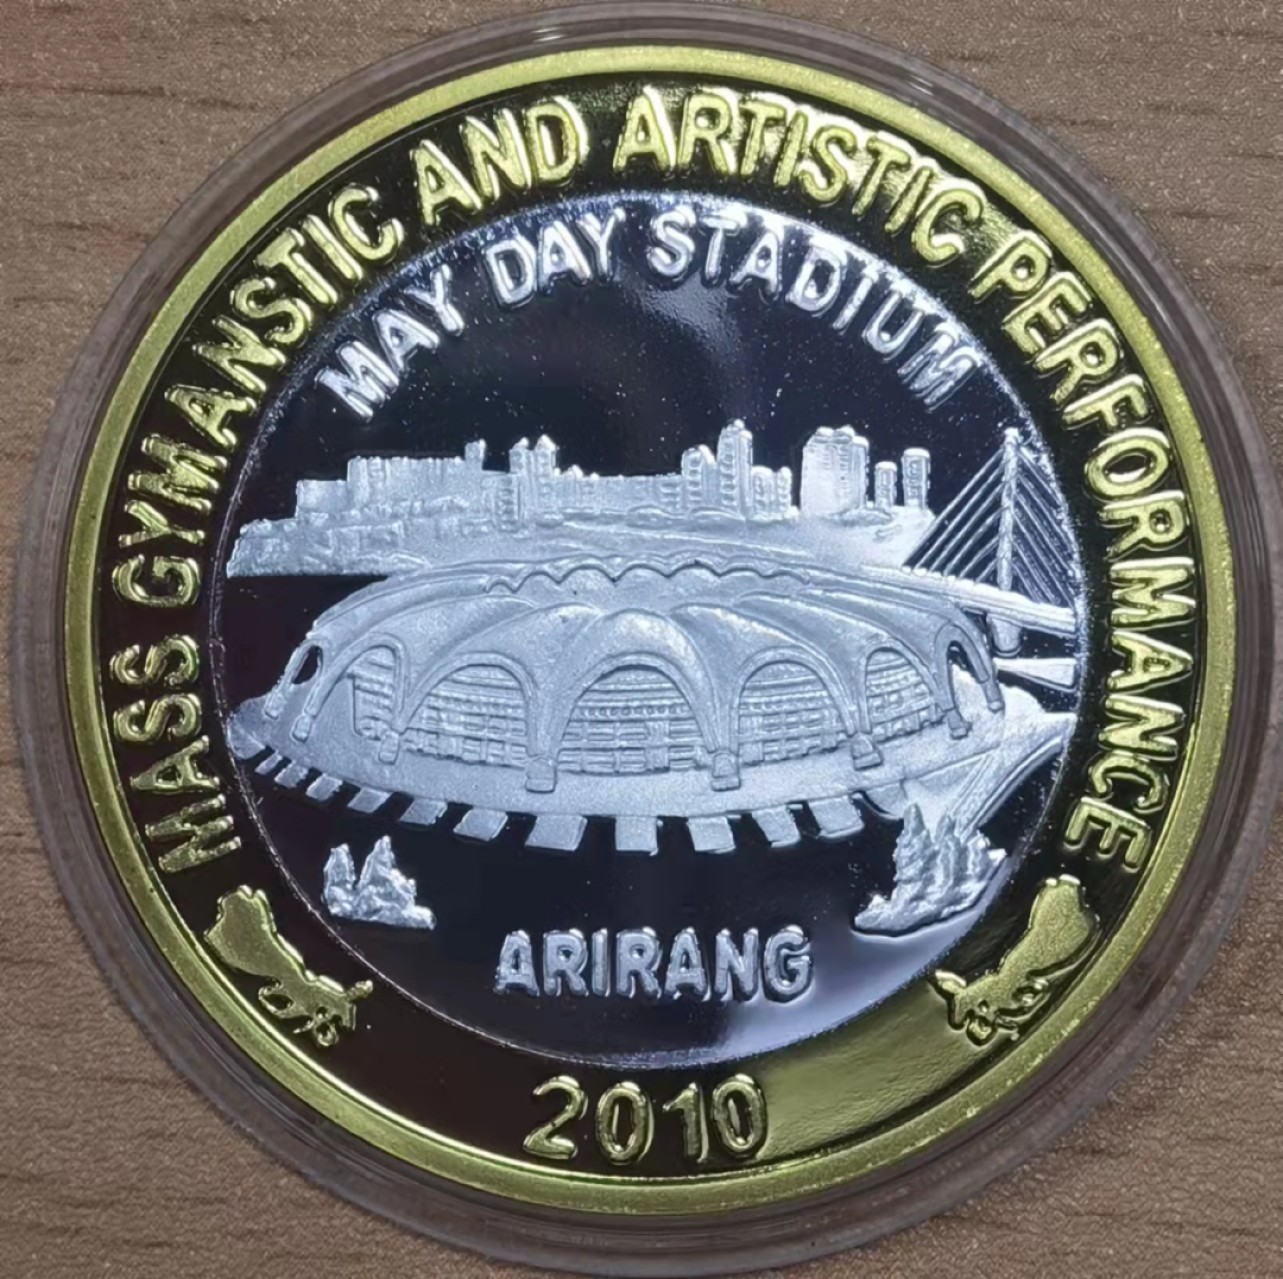 MASS GYMANSTIC AND ARTISTIC PERFORMANCE
MAY DAY STADIUM
ARIRANG
2010